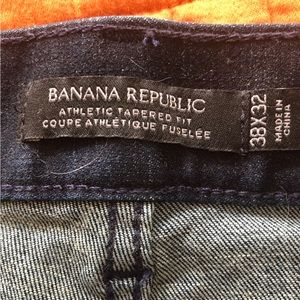 BANANA REPUBLIC
ATHLETIC TAPERED FIT
COUPE ATHLÉTIQUE FUSELÉE
38X32
MADE IN
CHINA